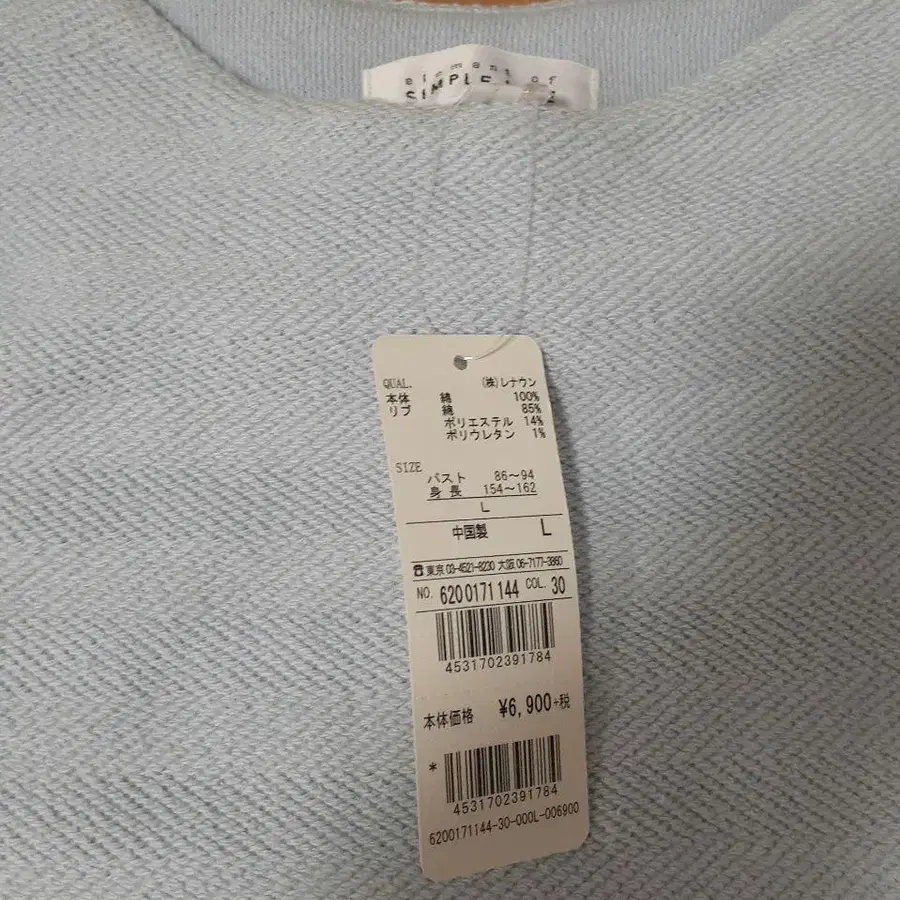 element of
SIMPLE
QUAL. (株)レナウン
本体 綿 100%
リブ 綿 85%
ポリエステル 14%
ポリウレタン 1%
SIZE
バスト 86〜94
身長 154〜162
L
中国製 L
☎東京 03-4521-8230 大阪 06-7177-3860
NO. 6200171144 COL. 30
4531702391784
本体価格 ¥6,900+税
*
4531702391784
6200171144-30-000L-006900